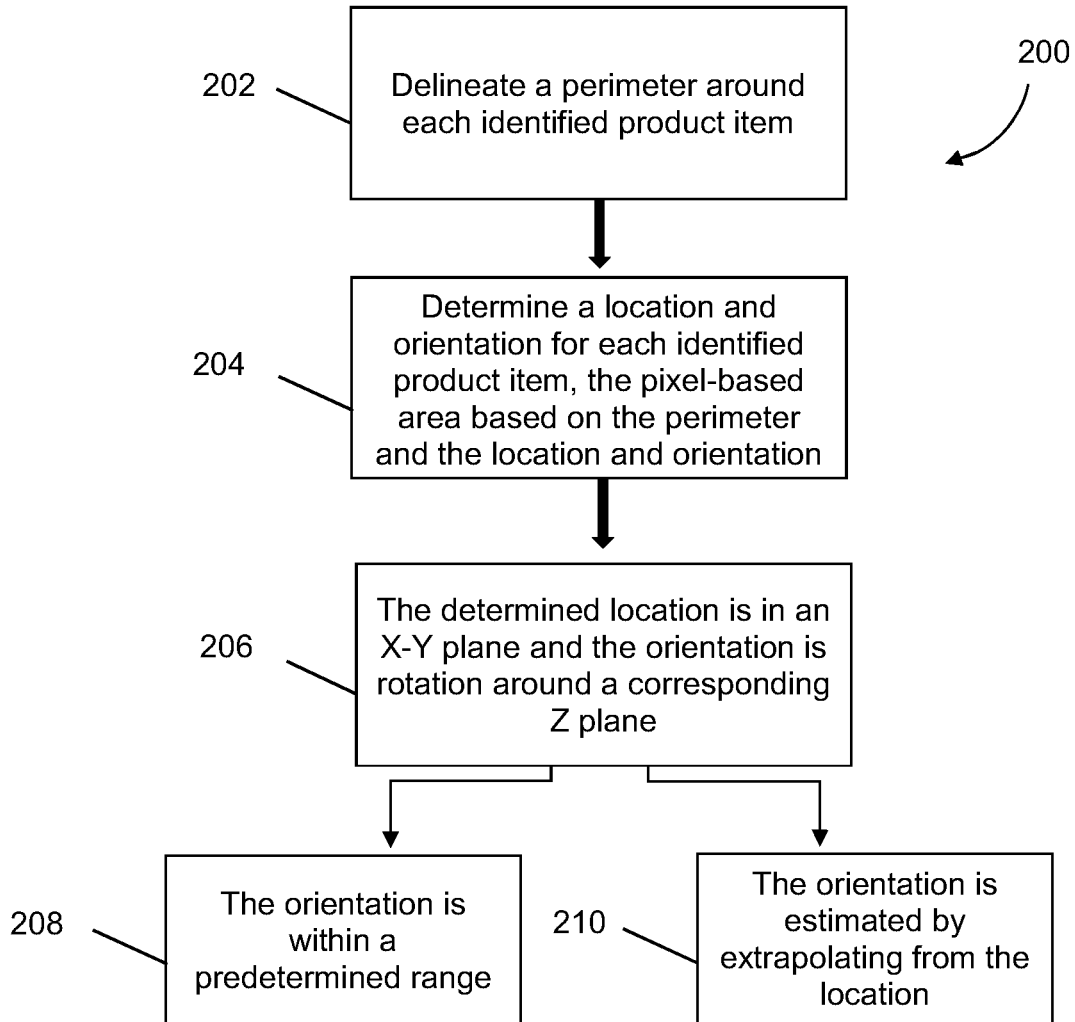 200
202
Delineate a perimeter around
each identified product item
204
Determine a location and
orientation for each identified
product item, the pixel-based
area based on the perimeter
and the location and orientation
206
The determined location is in an
X-Y plane and the orientation is
rotation around a corresponding
Z plane
208
The orientation is
within a
predetermined range
210
The orientation is
estimated by
extrapolating from the
location